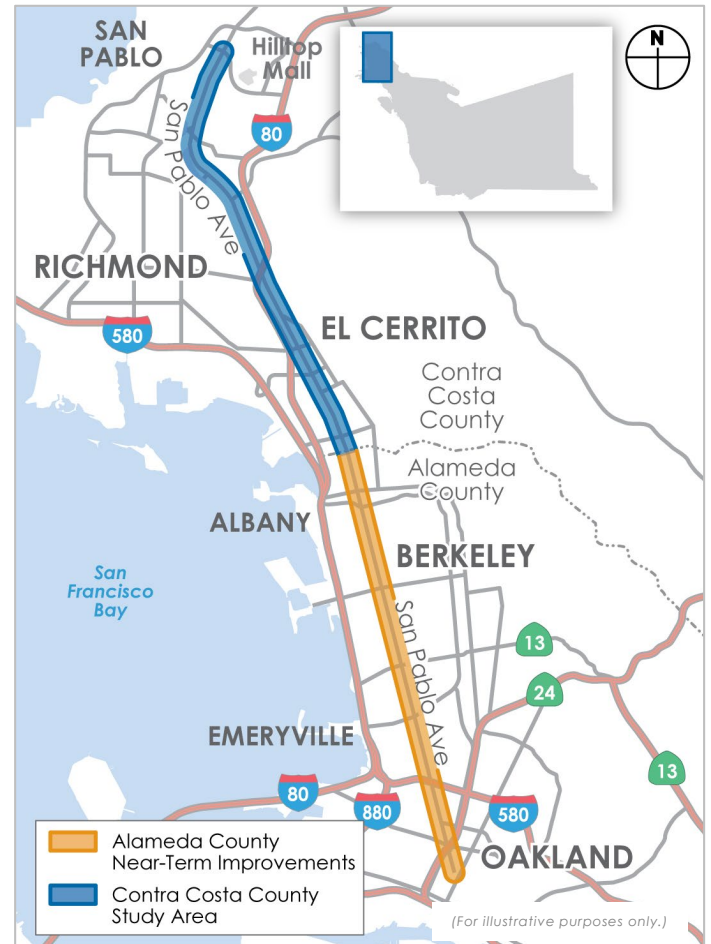 SAN
PABLO
Hilltop
Mall
N
80
San Pablo Ave
RICHMOND
580
EL CERRITO
Contra
Costa
County
Alameda
County
ALBANY
BERKELEY
San
Francisco
Bay
San Pablo Ave
13
24
EMERYVILLE
13
80
880
580
Alameda County
Near-Term Improvements
OAKLAND
Contra Costa County
Study Area
(For illustrative purposes only.)